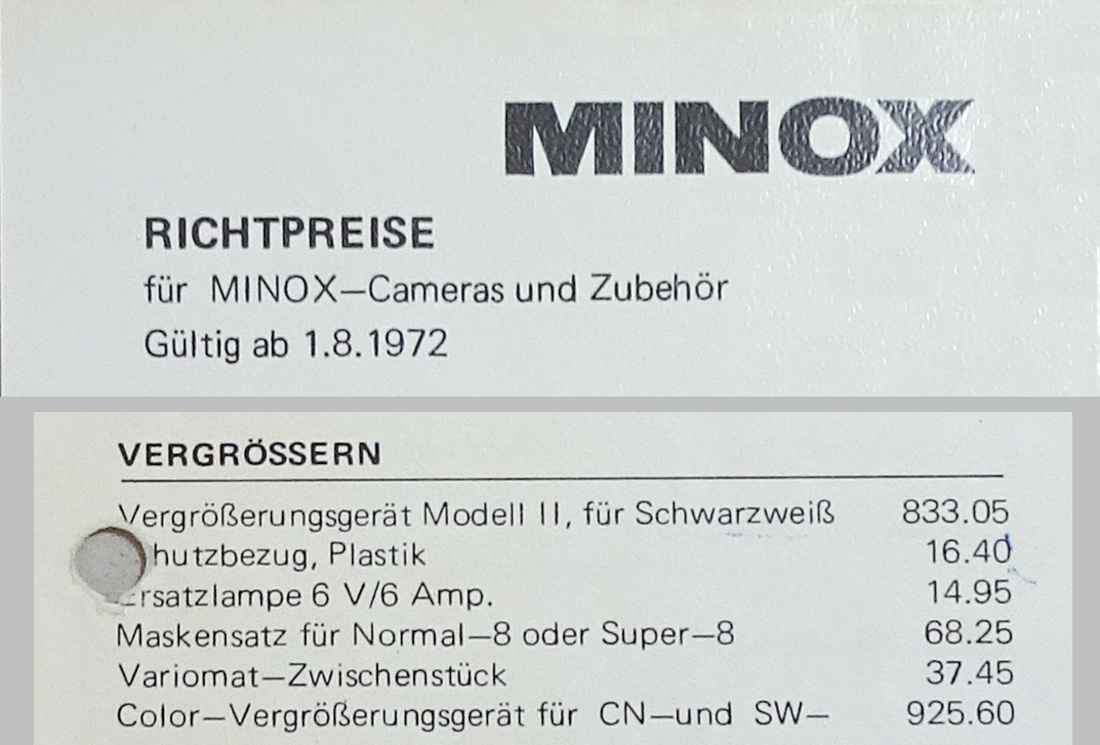 MINOX
RICHTPREISE
für MINOX–Cameras und Zubehör
Gültig ab 1.8.1972
VERGRÖSSERN
Vergrößerungsgerät Modell II, für Schwarzweiß 833.05
hutzbezug, Plastik 16.40
Ersatzlampe 6 V/6 Amp. 14.95
Maskensatz für Normal–8 oder Super–8 68.25
Variomat–Zwischenstück 37.45
Color–Vergrößerungsgerät für CN–und SW– 925.60